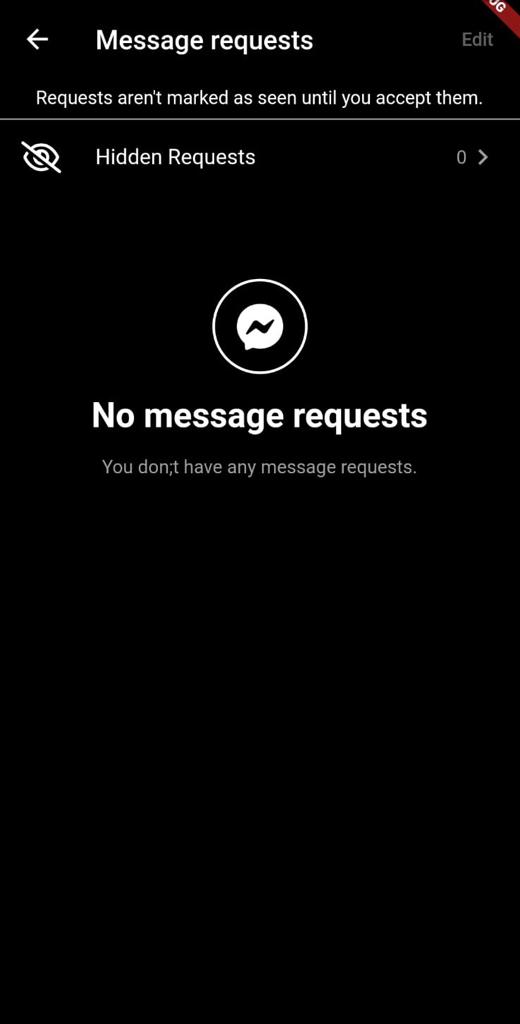 Message requests
Edit
Requests aren't marked as seen until you accept them.
Hidden Requests
0
No message requests
You don;t have any message requests.